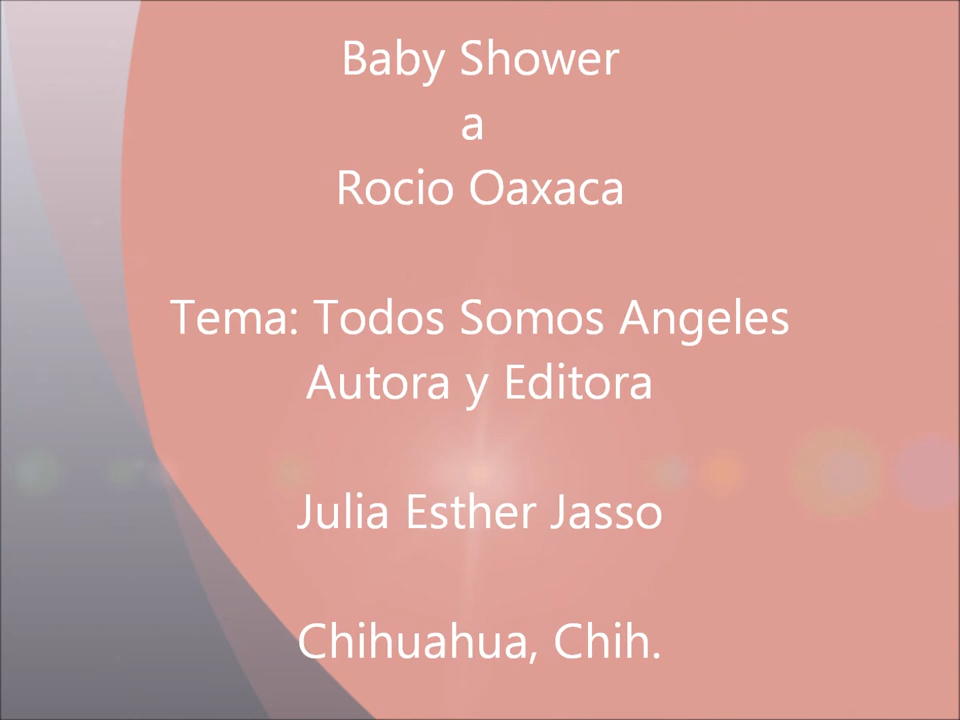 Baby Shower
a
Rocio Oaxaca
Tema: Todos Somos Angeles
Autora y Editora
Julia Esther Jasso
Chihuahua, Chih.